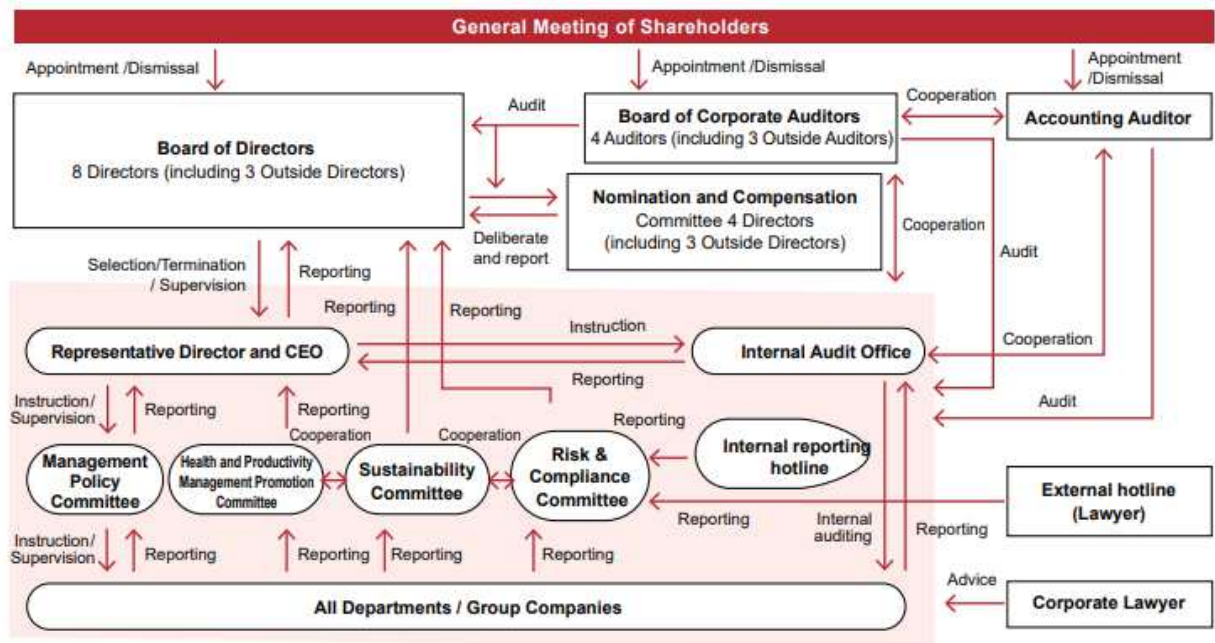 General Meeting of Shareholders
Appointment /Dismissal
Appointment /Dismissal
Appointment
/Dismissal
Board of Directors
8 Directors (including 3 Outside Directors)
Audit
Board of Corporate Auditors
4 Auditors (including 3 Outside Auditors)
Cooperation
Accounting Auditor
Nomination and Compensation
Committee 4 Directors
(including 3 Outside Directors)
Deliberate
and report
Cooperation
Audit
Selection/Termination
/ Supervision
Reporting
Reporting
Reporting
Representative Director and CEO
Instruction
Reporting
Internal Audit Office
Cooperation
Audit
Instruction/
Supervision
Reporting
Reporting
Cooperation
Cooperation
Reporting
Management
Policy
Committee
Health and Productivity
Management Promotion
Committee
Sustainability
Committee
Risk &
Compliance
Committee
Internal reporting
hotline
External hotline
(Lawyer)
Reporting
Internal
auditing
Reporting
Instruction/
Supervision
Reporting
Reporting
Reporting
Reporting
All Departments / Group Companies
Advice
Corporate Lawyer